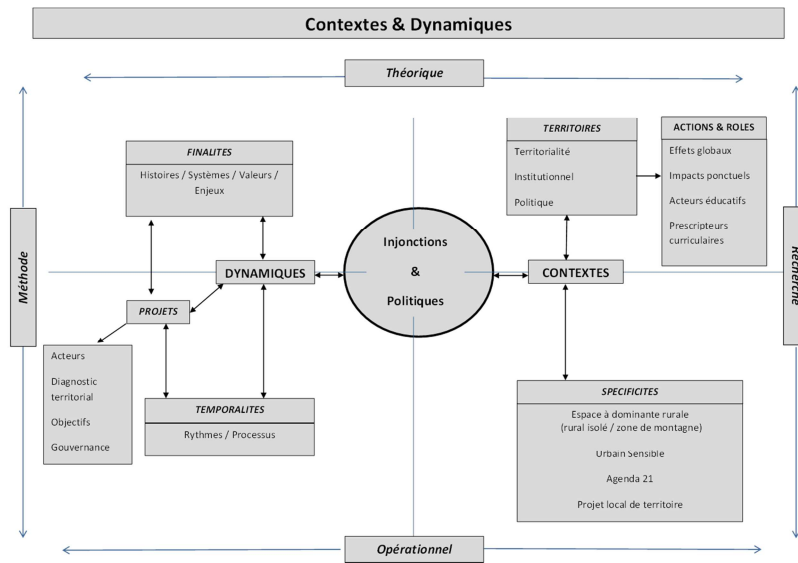 Contextes & Dynamiques
Théorique
Méthode
Recherche
FINALITES
Histoires / Systèmes / Valeurs /
Enjeux
TERRITOIRES
Territorialité
Institutionnel
Politique
ACTIONS & ROLES
Effets globaux
Impacts ponctuels
Acteurs éducatifs
Prescripteurs
curriculaires
Injonctions
&
Politiques
DYNAMIQUES
CONTEXTES
PROJETS
Acteurs
Diagnostic
territorial
Objectifs
Gouvernance
TEMPORALITES
Rythmes / Processus
SPECIFICITES
Espace à dominante rurale
(rural isolé / zone de montagne)
Urbain Sensible
Agenda 21
Projet local de territoire
Opérationnel